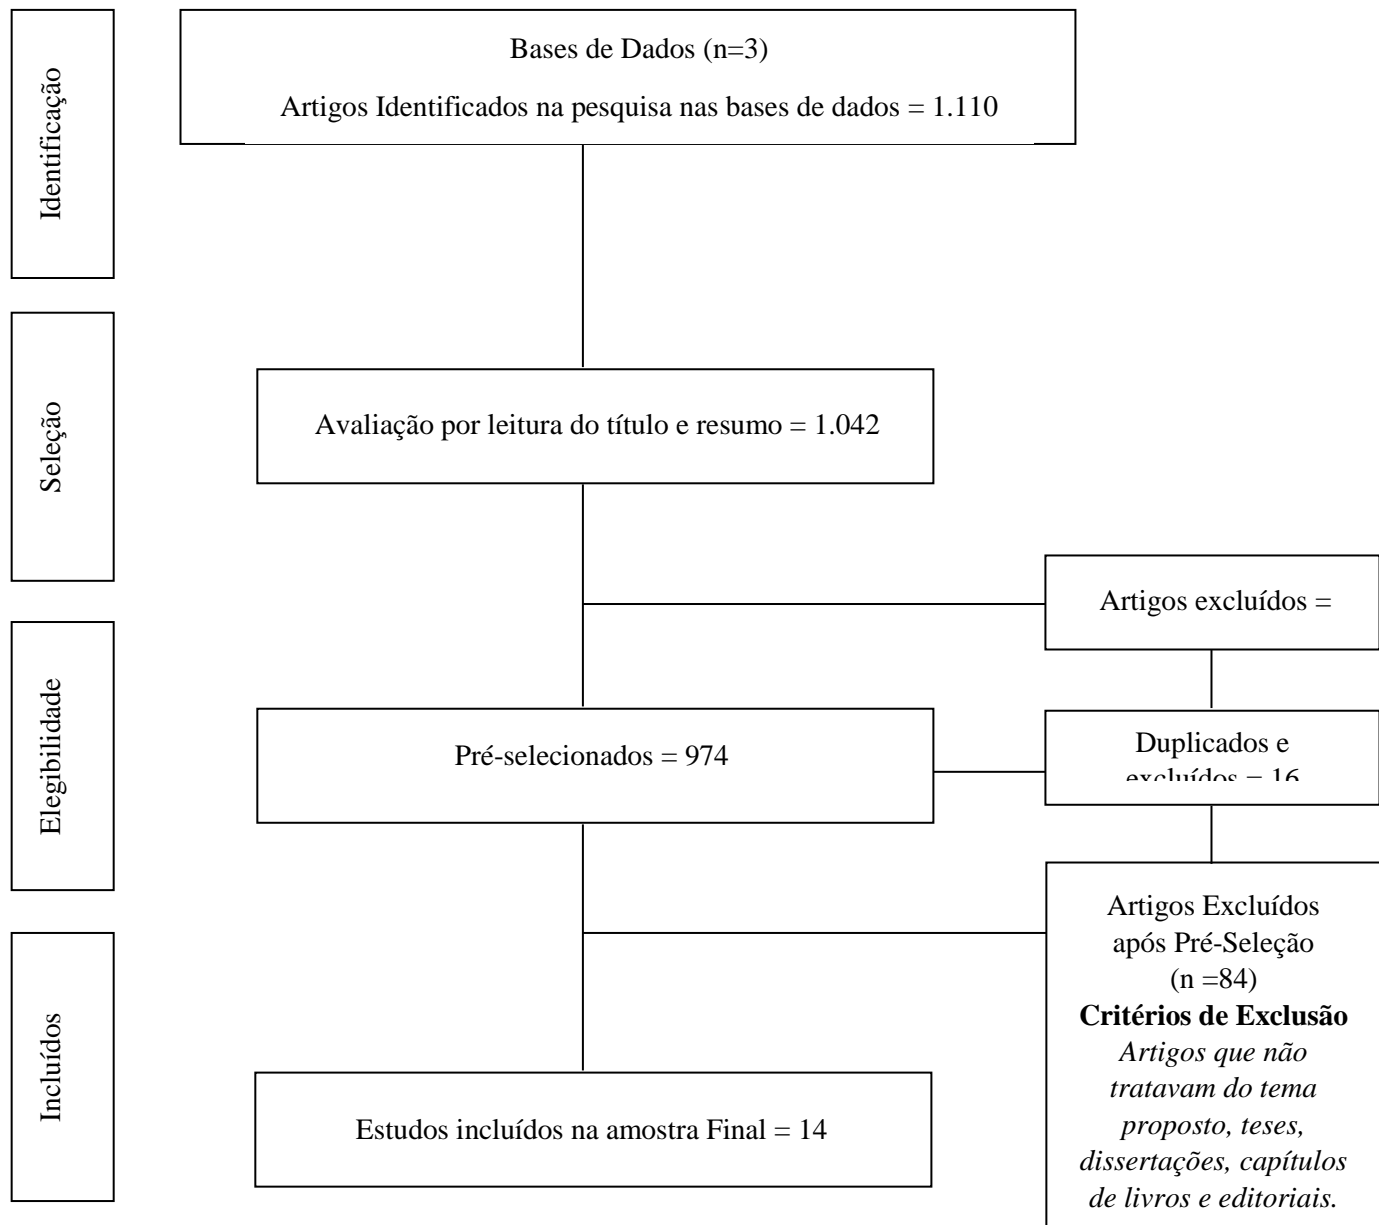 Identificação
Bases de Dados (n=3)
Artigos Identificados na pesquisa nas bases de dados = 1.110
Seleção
Avaliação por leitura do título e resumo = 1.042
Artigos excluídos =
Elegibilidade
Pré-selecionados = 974
Duplicados e
excluídos = 16
Incluídos
Artigos Excluídos
após Pré-Seleção
(n =84)
Critérios de Exclusão
Artigos que não
tratavam do tema
proposto, teses,
dissertações, capítulos
de livros e editoriais.
Estudos incluídos na amostra Final = 14